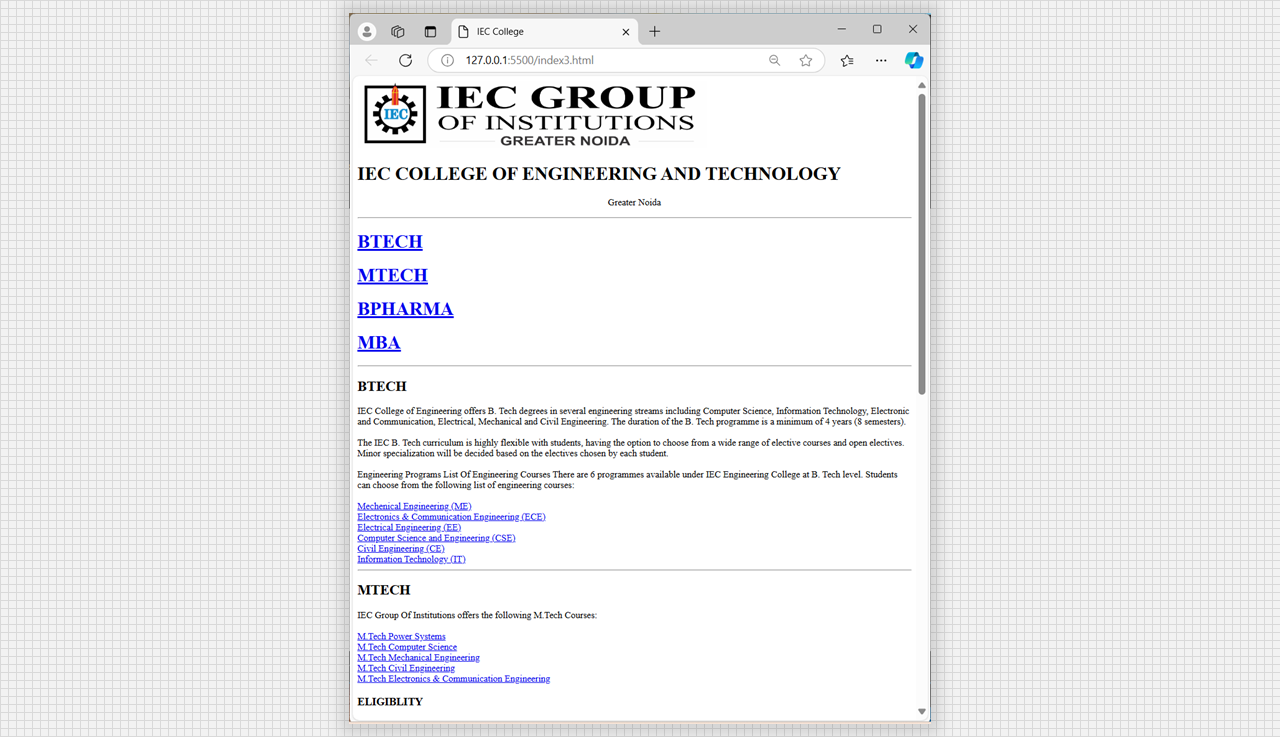 IEC College
127.0.0.1:5500/index3.html
IEC
IEC GROUP
OF INSTITUTIONS
GREATER NOIDA
IEC COLLEGE OF ENGINEERING AND TECHNOLOGY
Greater Noida
BTECH
MTECH
BPHARMA
MBA
BTECH
IEC College of Engineering offers B. Tech degrees in several engineering streams including Computer Science, Information Technology, Electronic
and Communication, Electrical, Mechanical and Civil Engineering. The duration of the B. Tech programme is a minimum of 4 years (8 semesters).
The IEC B. Tech curriculum is highly flexible with students, having the option to choose from a wide range of elective courses and open electives.
Minor specialization will be decided based on the electives chosen by each student.
Engineering Programs List Of Engineering Courses There are 6 programmes available under IEC Engineering College at B. Tech level. Students
can choose from the following list of engineering courses:
Mechenical Engineering (ME)
Electronics & Communication Engineering (ECE)
Electrical Engineering (EE)
Computer Science and Engineering (CSE)
Civil Engineering (CE)
Information Technology (IT)
MTECH
IEC Group Of Institutions offers the following M.Tech Courses:
M.Tech Power Systems
M.Tech Computer Science
M.Tech Mechanical Engineering
M.Tech Civil Engineering
M.Tech Electronics & Communication Engineering
ELIGIBLITY